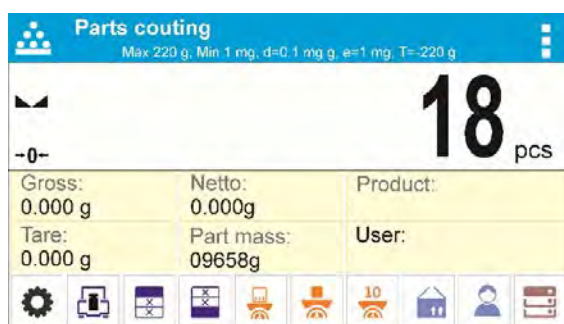 Parts couting
Max 220 g, Min 1 mg, d=0.1 mg g, e=1 mg, T=-220 g
18 pcs
→0←
Gross: Netto: Product:
0.000 g 0.000g
Tare: Part mass: User:
0.000 g 09658g
10